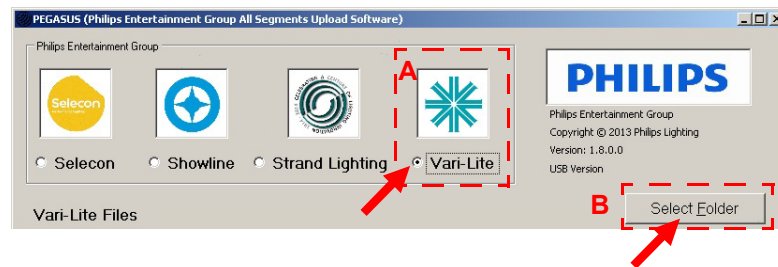 PEGASUS (Philips Entertainment Group All Segments Upload Software)
Philips Entertainment Group
A
Selecon
PHILIPS
Philips Entertainment Group
Copyright © 2013 Philips Lighting
Version: 1.8.0.0
USB Version
Selecon Showline Strand Lighting Vari-Lite
B Select Folder
Vari-Lite Files